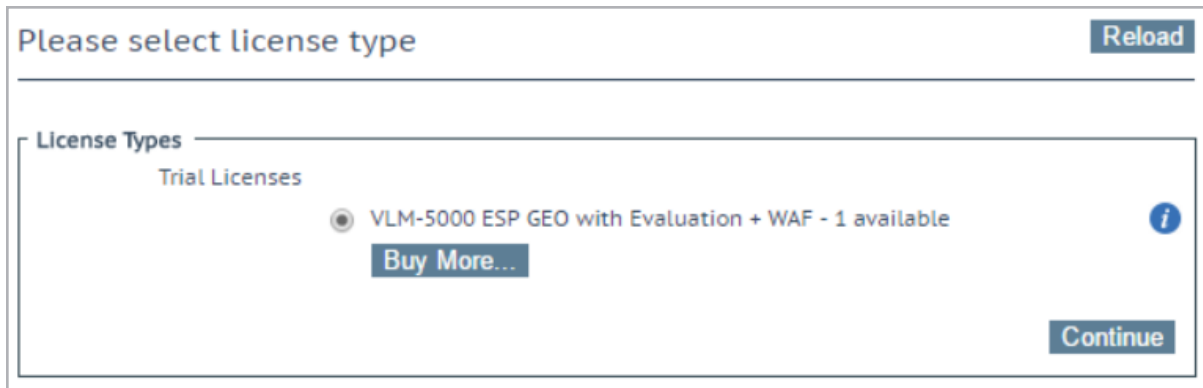 Please select license type
Reload
License Types
Trial Licenses
VLM-5000 ESP GEO with Evaluation + WAF - 1 available
i
Buy More...
Continue